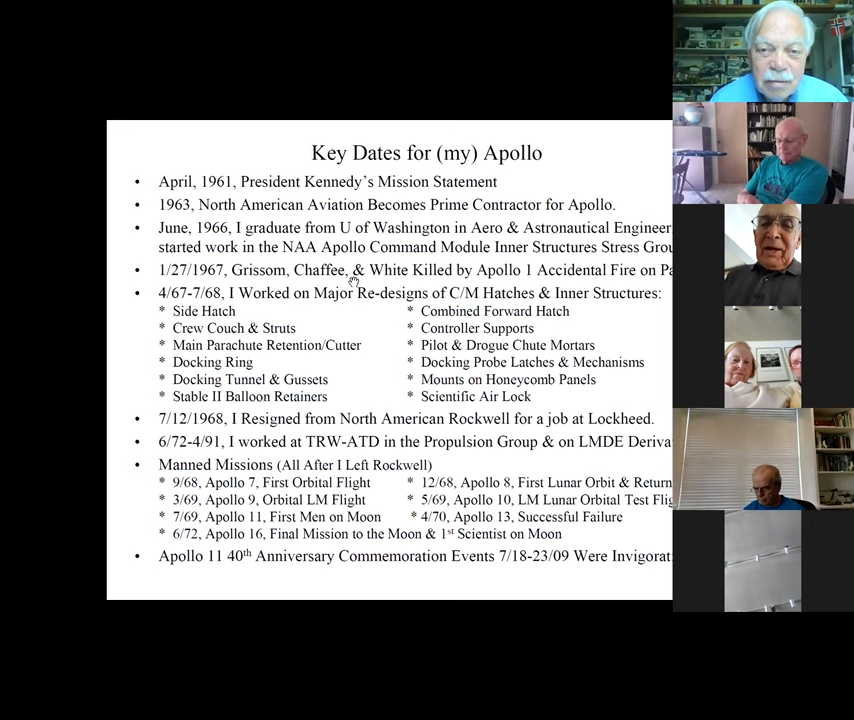 Key Dates for (my) Apollo
• April, 1961, President Kennedy's Mission Statement
• 1963, North American Aviation Becomes Prime Contractor for Apollo.
• June, 1966, I graduate from U of Washington in Aero & Astronautical Engineer
started work in the NAA Apollo Command Module Inner Structures Stress Grou
• 1/27/1967, Grissom, Chaffee, & White Killed by Apollo 1 Accidental Fire on Pa
• 4/67-7/68, I Worked on Major Re-designs of C/M Hatches & Inner Structures:
* Side Hatch * Combined Forward Hatch
* Crew Couch & Struts * Controller Supports
* Main Parachute Retention/Cutter * Pilot & Drogue Chute Mortars
* Docking Ring * Docking Probe Latches & Mechanisms
* Docking Tunnel & Gussets * Mounts on Honeycomb Panels
* Stable II Balloon Retainers * Scientific Air Lock
• 7/12/1968, I Resigned from North American Rockwell for a job at Lockheed.
• 6/72-4/91, I worked at TRW-ATD in the Propulsion Group & on LMDE Deriva
• Manned Missions (All After I Left Rockwell)
* 9/68, Apollo 7, First Orbital Flight * 12/68, Apollo 8, First Lunar Orbit & Return
* 3/69, Apollo 9, Orbital LM Flight * 5/69, Apollo 10, LM Lunar Orbital Test Flig
* 7/69, Apollo 11, First Men on Moon * 4/70, Apollo 13, Successful Failure
* 6/72, Apollo 16, Final Mission to the Moon & 1st Scientist on Moon
• Apollo 11 40th Anniversary Commemoration Events 7/18-23/09 Were Invigorati